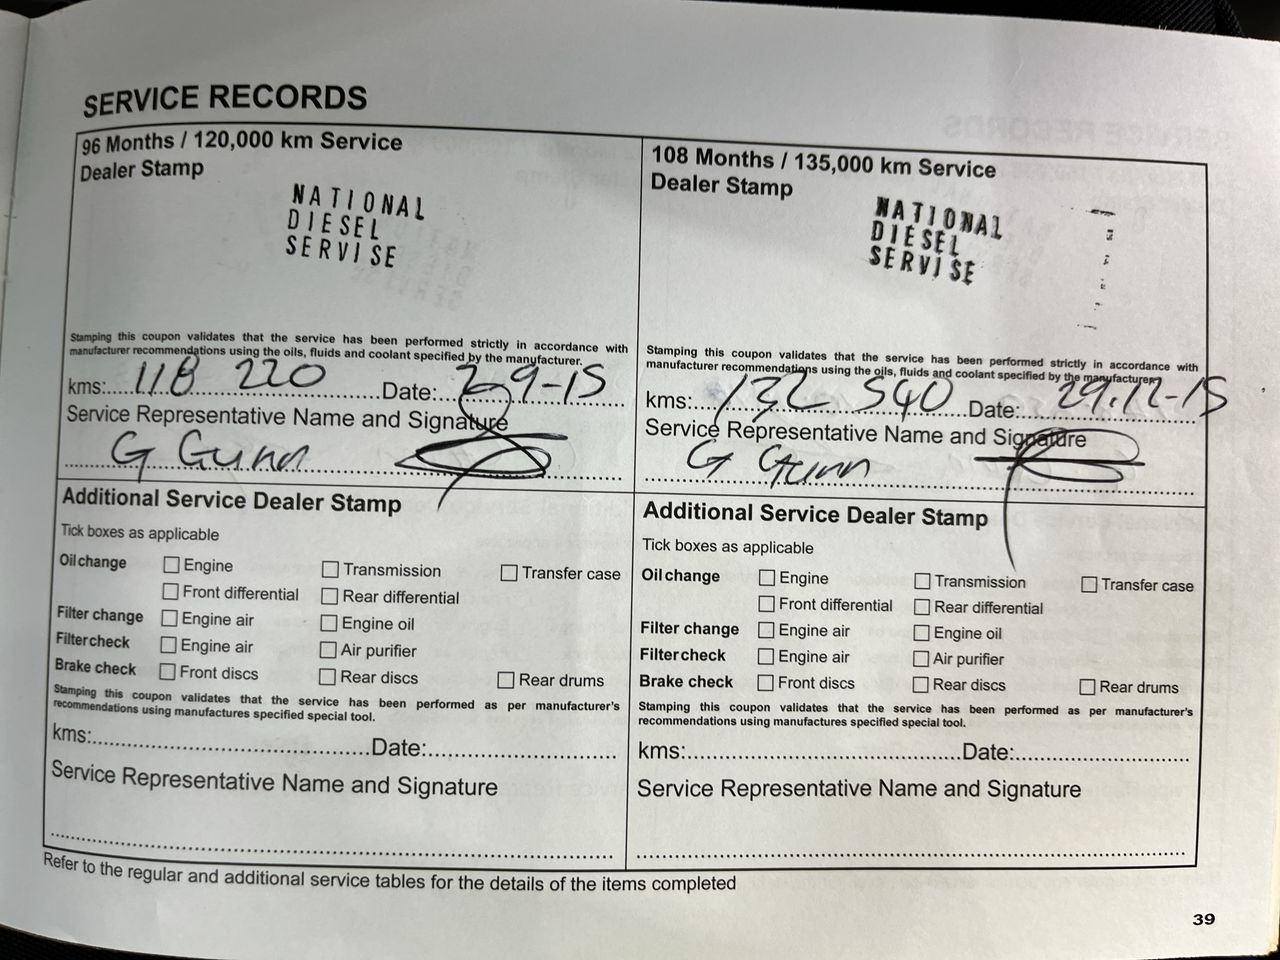 SERVICE RECORDS
96 Months / 120,000 km Service
Dealer Stamp
NATIONAL
DIESEL
SERVISE
Stamping this coupon validates that the service has been performed strictly in accordance with
manufacturer recommendations using the oils, fluids and coolant specified by the manufacturer.
kms: 118 220 Date: 2-9-15
Service Representative Name and Signature
G Gunn
Additional Service Dealer Stamp
Tick boxes as applicable
Oil change Engine Transmission Transfer case
Front differential Rear differential
Filter change Engine air Engine oil
Filter check Engine air Air purifier
Brake check Front discs Rear discs Rear drums
Stamping this coupon validates that the service has been performed as per manufacturer's
recommendations using manufactures specified special tool.
kms: Date:
Service Representative Name and Signature
108 Months / 135,000 km Service
Dealer Stamp
NATIONAL
DIESEL
SERVISE
Stamping this coupon validates that the service has been performed strictly in accordance with
manufacturer recommendations using the oils, fluids and coolant specified by the manufacturer.
kms: 132 540 Date: 29.12-15
Service Representative Name and Signature
G Gunn
Additional Service Dealer Stamp
Tick boxes as applicable
Oil change Engine Transmission Transfer case
Front differential Rear differential
Filter change Engine air Engine oil
Filter check Engine air Air purifier
Brake check Front discs Rear discs Rear drums
Stamping this coupon validates that the service has been performed as per manufacturer's
recommendations using manufactures specified special tool.
kms: Date:
Service Representative Name and Signature
Refer to the regular and additional service tables for the details of the items completed
39